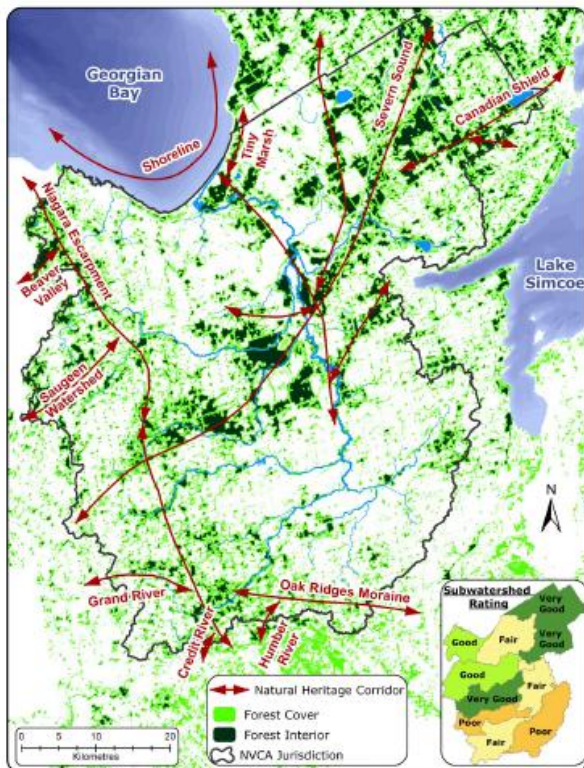 Georgian
Bay
Shoreline
Tiny
Marsh
Severn Sound
Canadian Shield
Niagara Escarpment
Beaver
Valley
Lake
Simcoe
Saugeen
Watershed
N
Grand River
Oak Ridges Moraine
Credit River
Humber
River
Subwatershed
Rating
Very
Good
Good
Fair
Very
Good
Good
Fair
Very Good
Poor
Poor
Fair
Natural Heritage Corridor
Forest Cover
Forest Interior
NVCA Jurisdiction
0 10 20
Kilometres